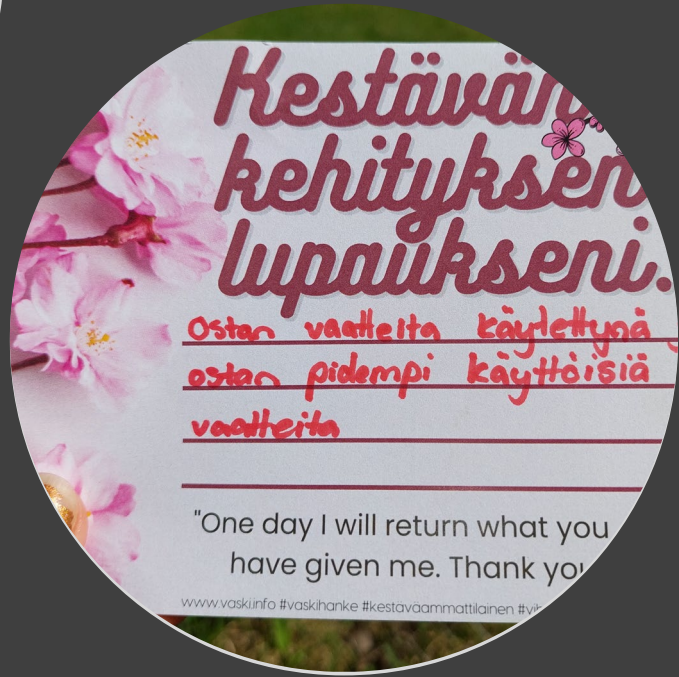 Kestävän
kehityksen
lupaukseni.
Ostan vaatteita käytettynä
ostan pidempi käyttöisiä
vaatteita
"One day I will return what you
have given me. Thank you
www.vaski.info #vaskihanke #kestavaammattilainen